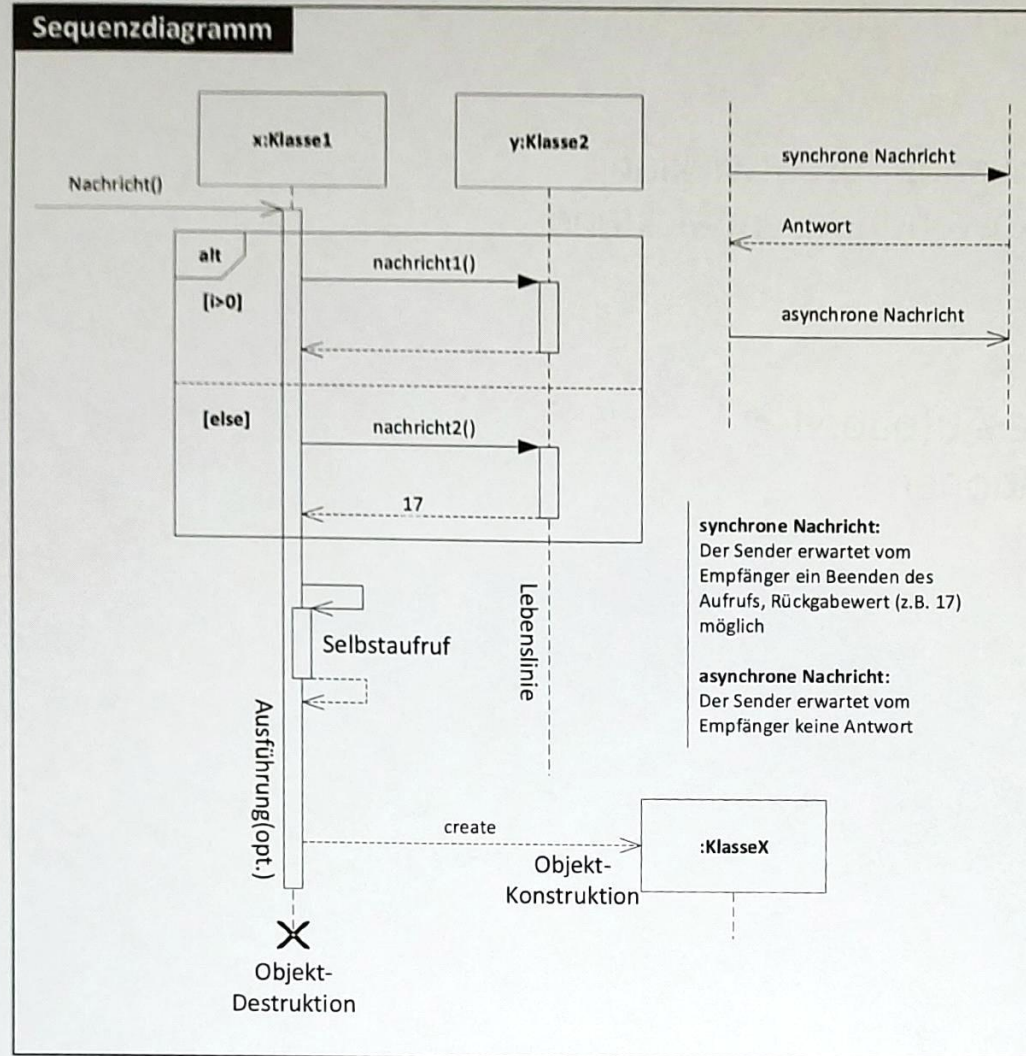 Sequenzdiagramm
x:Klasse1
y:Klasse2
Nachricht()
alt
[i>0]
nachricht1()
[else]
nachricht2()
17
Selbstaufruf
Lebenslinie
Ausführung(opt.)
create
Objekt-
Konstruktion
:KlasseX
Objekt-
Destruktion
synchrone Nachricht
Antwort
asynchrone Nachricht
synchrone Nachricht:
Der Sender erwartet vom
Empfänger ein Beenden des
Aufrufs, Rückgabewert (z.B. 17)
möglich
asynchrone Nachricht:
Der Sender erwartet vom
Empfänger keine Antwort